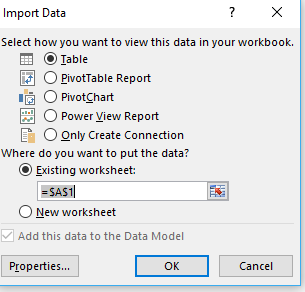 Import Data
Select how you want to view this data in your workbook.
Table
PivotTable Report
PivotChart
Power View Report
Only Create Connection
Where do you want to put the data?
Existing worksheet:
=$A$1
New worksheet
Add this data to the Data Model
Properties...
OK
Cancel